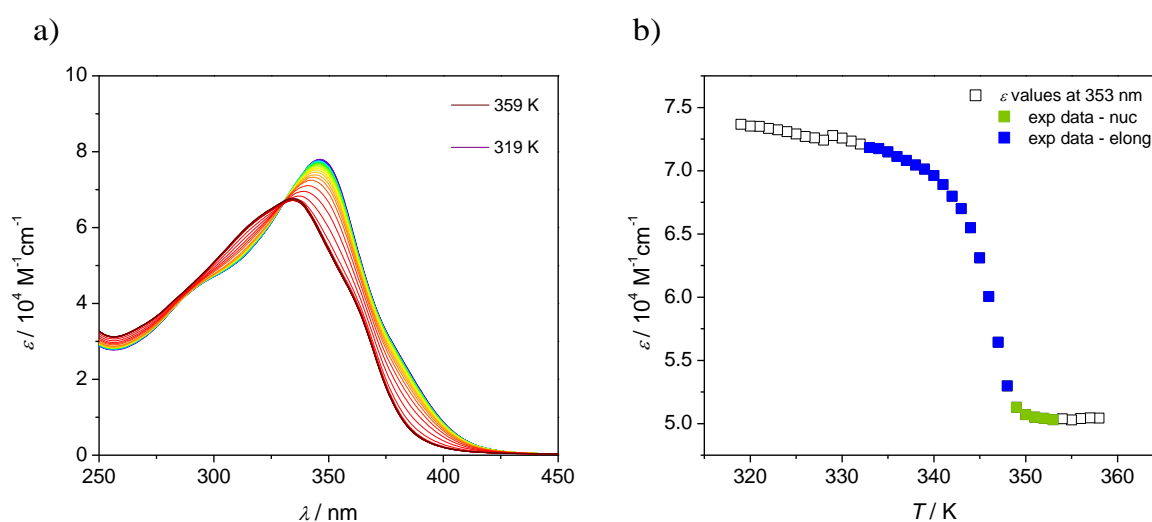 a)
ε / 10⁴ M⁻¹cm⁻¹
10
8
6
4
2
0
250 300 350 400 450
λ / nm
359 K
319 K
b)
ε / 10⁴ M⁻¹cm⁻¹
7.5
7.0
6.5
6.0
5.5
5.0
320 330 340 350 360
T / K
ε values at 353 nm
exp data - nuc
exp data - elong